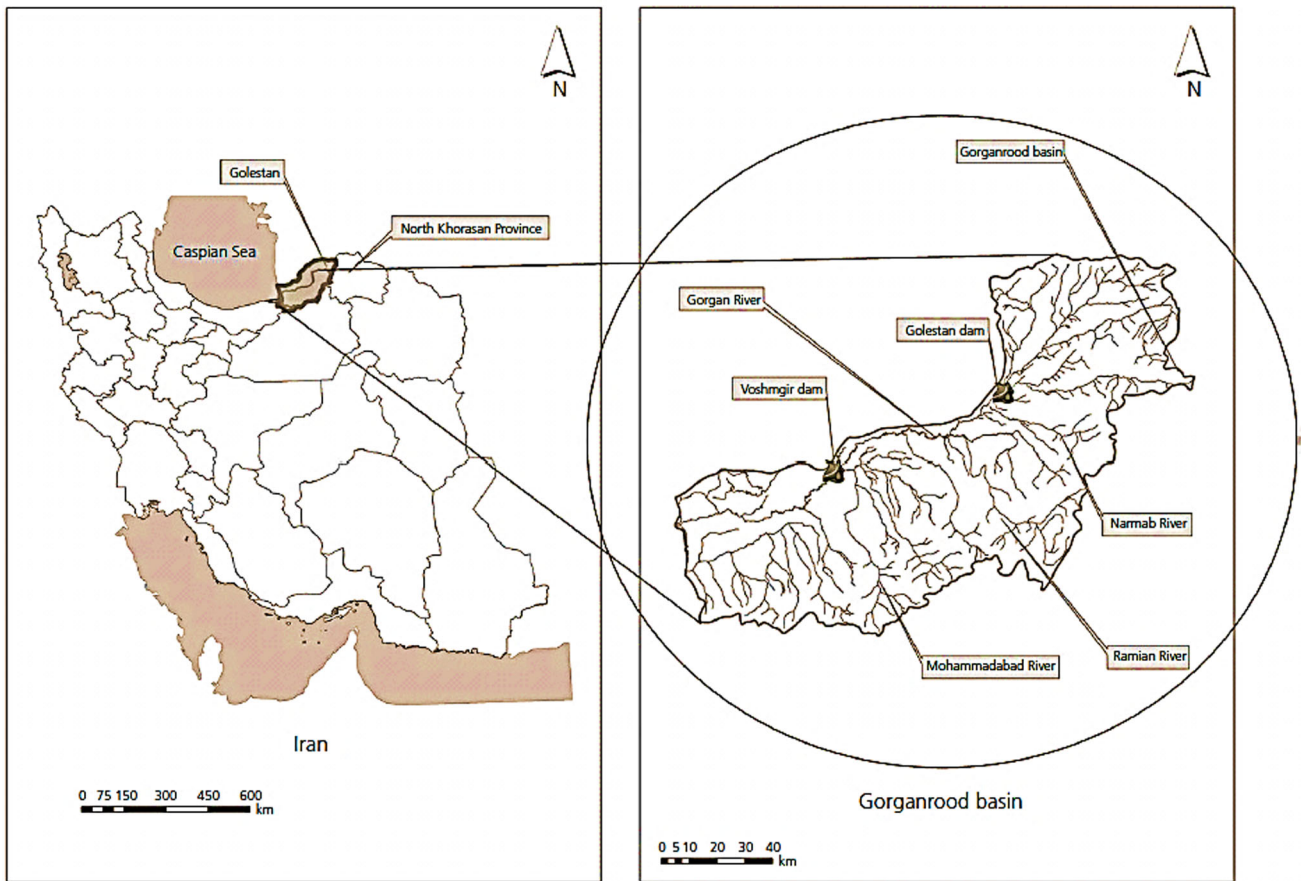 N
Golestan
North Khorasan Province
Caspian Sea
Iran
0 75 150 300 450 600
km
N
Gorganrood basin
Gorgan River
Golestan dam
Voshmgir dam
Narmab River
Ramian River
Mohammadabad River
Gorganrood basin
0 5 10 20 30 40
km